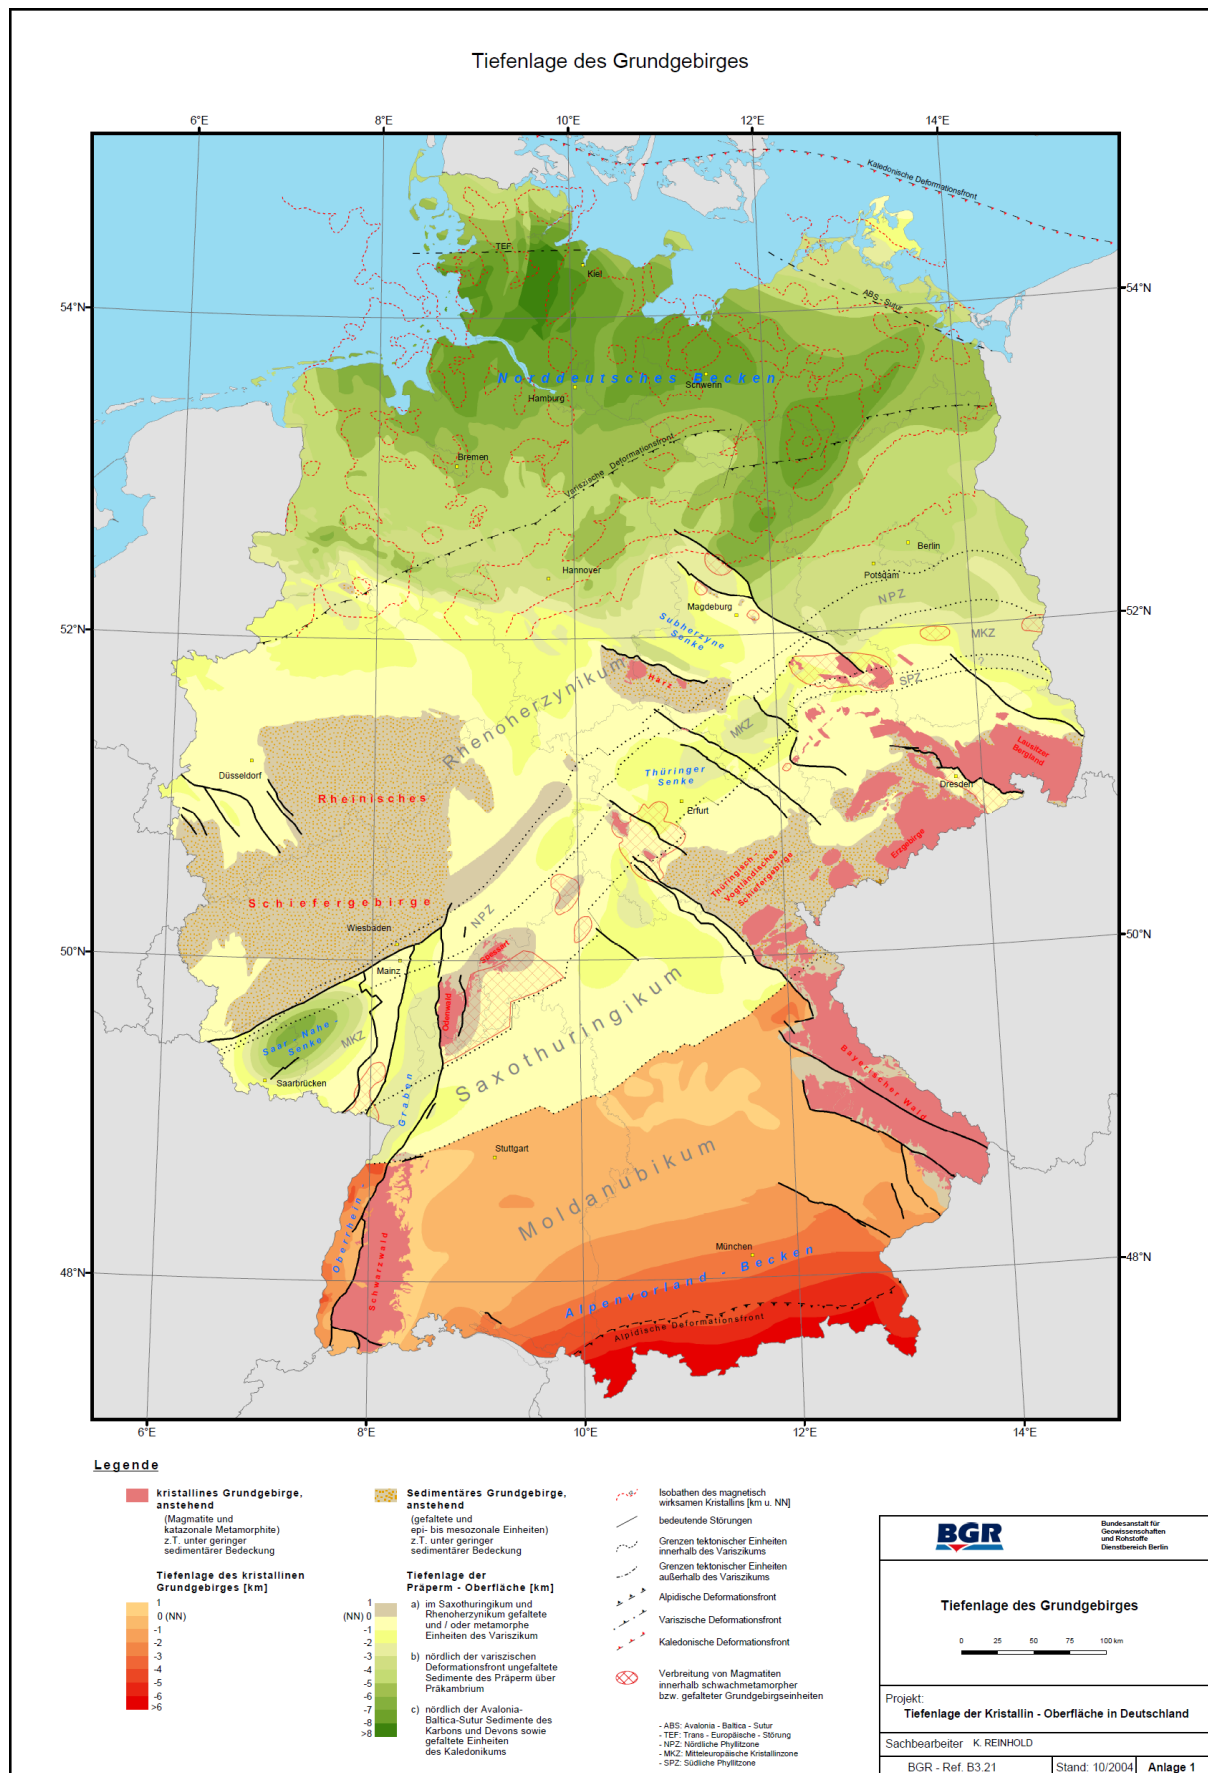 Tiefenlage des Grundgebirges
6°E 8°E 10°E 12°E 14°E
Kaledonische Deformationsfront
TEF
Kiel
54°N
54°N
ABS - Sutur
Norddeutsches Becken
Schwerin
Hamburg
Variszische Deformationsfront
Bremen
Berlin
Hannover
Potsdam
NPZ
Magdeburg
52°N
52°N
Subherzyne
Senke
MKZ
?
SPZ
Harz
Rhenoherzynikum
MKZ
Lausitzer
Bergland
Düsseldorf
Thüringer
Senke
Dresden
Rheinisches
Erfurt
Erzgebirge
Thüringisch -
Vogtländisches
Schiefergebirge
Schiefergebirge
NPZ
Wiesbaden
50°N
50°N
Spessart
Mainz
Odenwald
Saxothuringikum
Saar - Nahe -
Senke
MKZ
Bayerischer Wald
Saarbrücken
Graben
Stuttgart
Moldanubikum
Oberrhein -
Schwarzwald
München
48°N
48°N
Alpenvorland - Becken
Alpidische Deformationsfront
6°E 8°E 10°E 12°E 14°E
Legende
kristallines Grundgebirge,
anstehend
(Magmatite und
katazonale Metamorphite)
z.T. unter geringer
sedimentärer Bedeckung
Tiefenlage des kristallinen
Grundgebirges [km]
1
0 (NN)
-1
-2
-3
-4
-5
-6
>6
Sedimentäres Grundgebirge,
anstehend
(gefaltete und
epi- bis mesozonale Einheiten)
z.T. unter geringer
sedimentärer Bedeckung
Tiefenlage der
Präperm - Oberfläche [km]
1
(NN) 0
-1
-2
-3
-4
-5
-6
-7
-8
>8
a) im Saxothuringikum und
Rhenoherzynikum gefaltete
und / oder metamorphe
Einheiten des Variszikum
b) nördlich der variszischen
Deformationsfront ungefaltete
Sedimente des Präperm über
Präkambrium
c) nördlich der Avalonia-
Baltica-Sutur Sedimente des
Karbons und Devons sowie
gefaltete Einheiten
des Kaledonikums
Isobathen des magnetisch
wirksamen Kristallins [km u. NN]
bedeutende Störungen
Grenzen tektonischer Einheiten
innerhalb des Variszikums
Grenzen tektonischer Einheiten
außerhalb des Variszikums
Alpidische Deformationsfront
Variszische Deformationsfront
Kaledonische Deformationsfront
Verbreitung von Magmatiten
innerhalb schwachmetamorpher
bzw. gefalteter Grundgebirgseinheiten
- ABS: Avalonia - Baltica - Sutur
- TEF: Trans - Europäische - Störung
- NPZ: Nördliche Phyllitzone
- MKZ: Mitteleuropäische Kristallinzone
- SPZ: Südliche Phyllitzone
BGR
Bundesanstalt für
Geowissenschaften
und Rohstoffe
Dienstbereich Berlin
Tiefenlage des Grundgebirges
0 25 50 75 100 km
Projekt:
Tiefenlage der Kristallin - Oberfläche in Deutschland
Sachbearbeiter K. REINHOLD
BGR - Ref. B3.21
Stand: 10/2004
Anlage 1